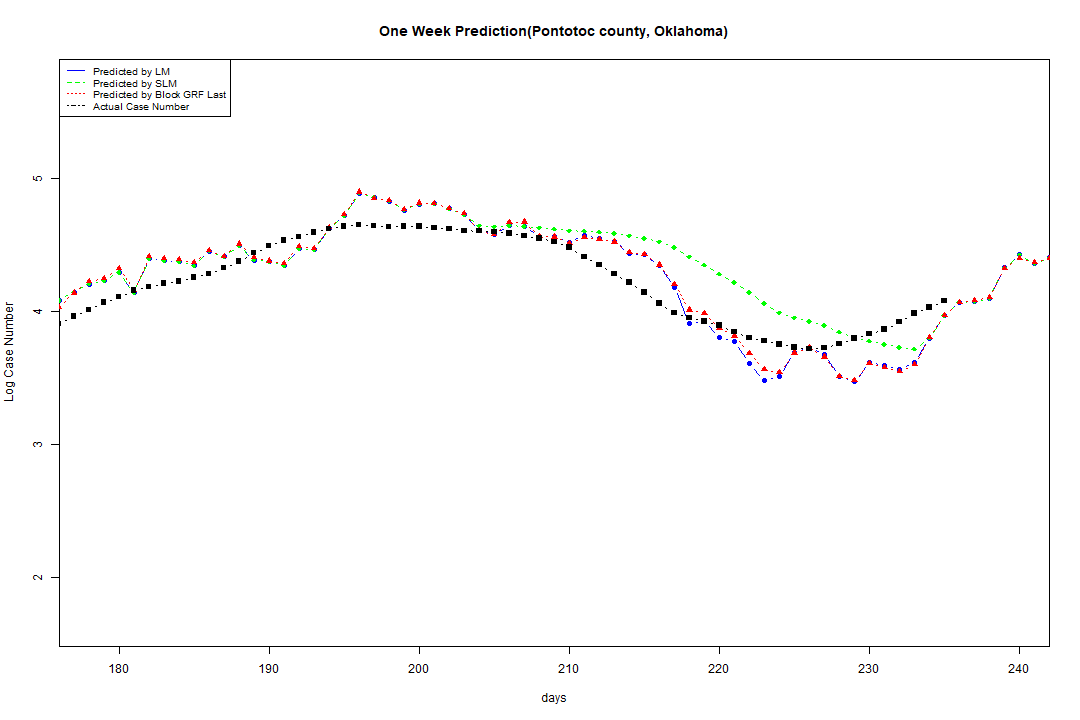 One Week Prediction(Pontotoc county, Oklahoma)
Predicted by LM
Predicted by SLM
Predicted by Block GRF Last
Actual Case Number
5
4
3
2
Log Case Number
180 190 200 210 220 230 240
days